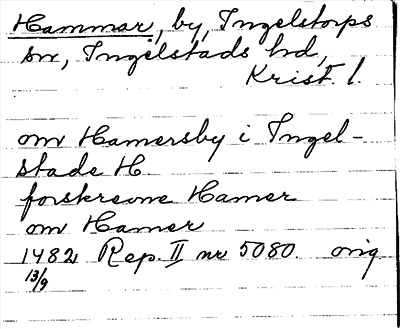 Hammar, by, Ingelstorps
sn, Ingelstads hd,
Krist. l.
om Hamersby i Ingel-
stade H
forskreone Hamer
om Hamer
1482 Rep. II nr 5080. orig
13/9